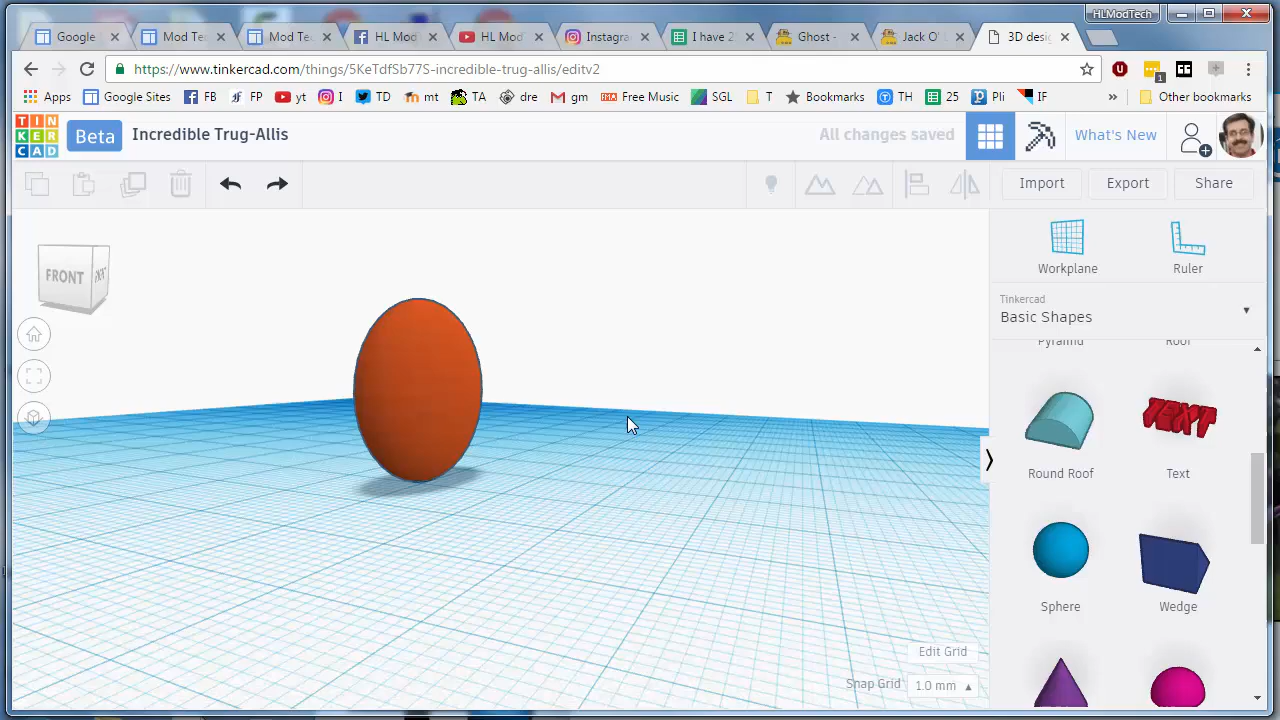 HLModTech
Google
Mod Te
Mod Tec
HL Mod
HL Mod
Instagra
I have 2
Ghost -
Jack O' L
3D desi
https://www.tinkercad.com/things/5KeTdfSb77S-incredible-trug-allis/editv2
1
Apps Google Sites FB FP yt I TD mt TA dre gm Free Music SGL T Bookmarks TH 25 Pli IF » Other bookmarks
TIN
KER
CAD
Beta
Incredible Trug-Allis
All changes saved
What's New
Import
Export
Share
FRONT
Workplane
Ruler
Tinkercad
Basic Shapes
Pyramid
Roof
TEXT
Round Roof
Text
Sphere
Wedge
Edit Grid
Snap Grid 1.0 mm